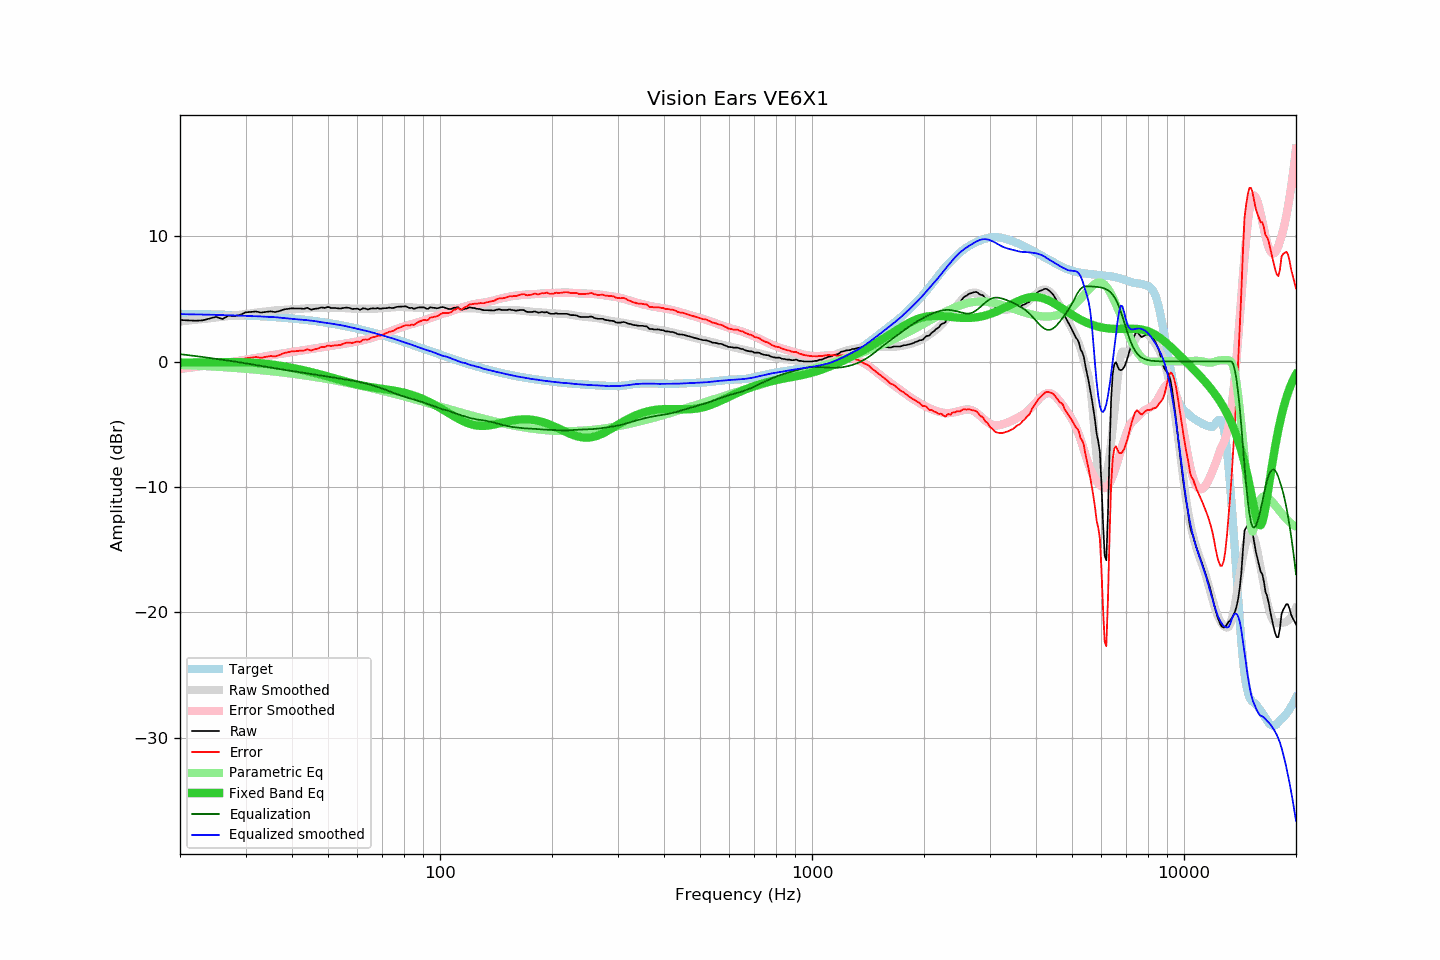 Vision Ears VE6X1
Amplitude (dBr)
10
0
−10
−20
−30
Target
Raw Smoothed
Error Smoothed
Raw
Error
Parametric Eq
Fixed Band Eq
Equalization
Equalized smoothed
100
1000
10000
Frequency (Hz)